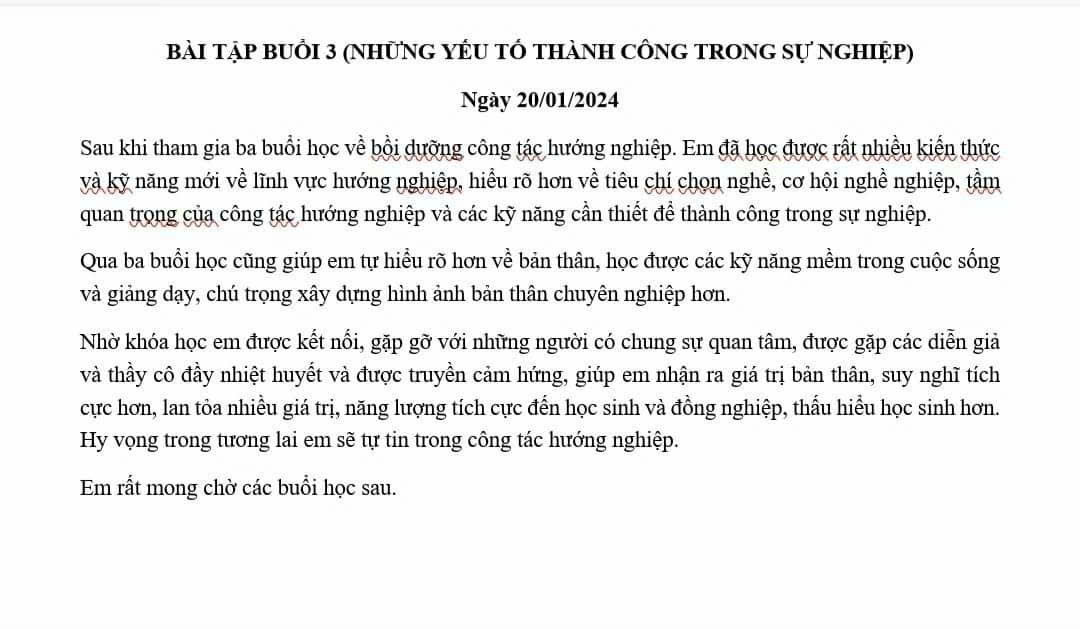 BÀI TẬP BUỔI 3 (NHỮNG YẾU TỐ THÀNH CÔNG TRONG SỰ NGHIỆP)
Ngày 20/01/2024
Sau khi tham gia ba buổi học về bồi dưỡng công tác hướng nghiệp. Em đã học được rất nhiều kiến thức
và kỹ năng mới về lĩnh vực hướng nghiệp, hiểu rõ hơn về tiêu chí chọn nghề, cơ hội nghề nghiệp, tầm
quan trọng của công tác hướng nghiệp và các kỹ năng cần thiết để thành công trong sự nghiệp.
Qua ba buổi học cũng giúp em tự hiểu rõ hơn về bản thân, học được các kỹ năng mềm trong cuộc sống
và giảng dạy, chú trọng xây dựng hình ảnh bản thân chuyên nghiệp hơn.
Nhờ khóa học em được kết nối, gặp gỡ với những người có chung sự quan tâm, được gặp các diễn giả
và thầy cô đầy nhiệt huyết và được truyền cảm hứng, giúp em nhận ra giá trị bản thân, suy nghĩ tích
cực hơn, lan tỏa nhiều giá trị, năng lượng tích cực đến học sinh và đồng nghiệp, thấu hiểu học sinh hơn.
Hy vọng trong tương lai em sẽ tự tin trong công tác hướng nghiệp.
Em rất mong chờ các buổi học sau.